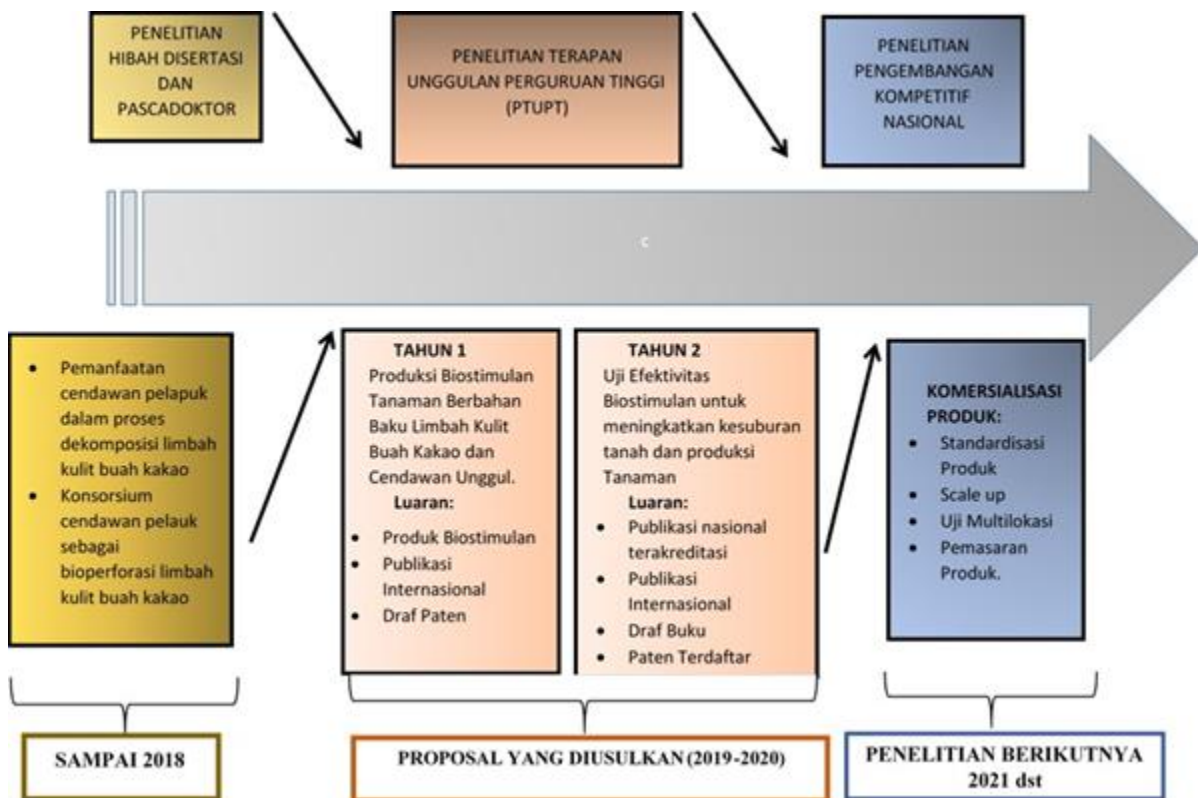 PENELITIAN
HIBAH DISERTASI
DAN
PASCADOKTOR
PENELITIAN TERAPAN
UNGGULAN PERGURUAN TINGGI
(PTUPT)
PENELITIAN
PENGEMBANGAN
KOMPETITIF
NASIONAL
c
• Pemanfaatan
cendawan pelapuk
dalam proses
dekomposisi limbah
kulit buah kakao
• Konsorsium
cendawan pelauk
sebagai
bioperforasi limbah
kulit buah kakao
TAHUN 1
Produksi Biostimulan
Tanaman Berbahan
Baku Limbah Kulit
Buah Kakao dan
Cendawan Unggul.
Luaran:
• Produk Biostimulan
• Publikasi
Internasional
• Draf Paten
TAHUN 2
Uji Efektivitas
Biostimulan untuk
meningkatkan kesuburan
tanah dan produksi
Tanaman
Luaran:
• Publikasi nasional
terakreditasi
• Publikasi
Internasional
• Draf Buku
• Paten Terdaftar
KOMERSIALISASI
PRODUK:
• Standardisasi
Produk
• Scale up
• Uji Multilokasi
• Pemasaran
Produk.
SAMPAI 2018
PROPOSAL YANG DIUSULKAN (2019-2020)
PENELITIAN BERIKUTNYA
2021 dst